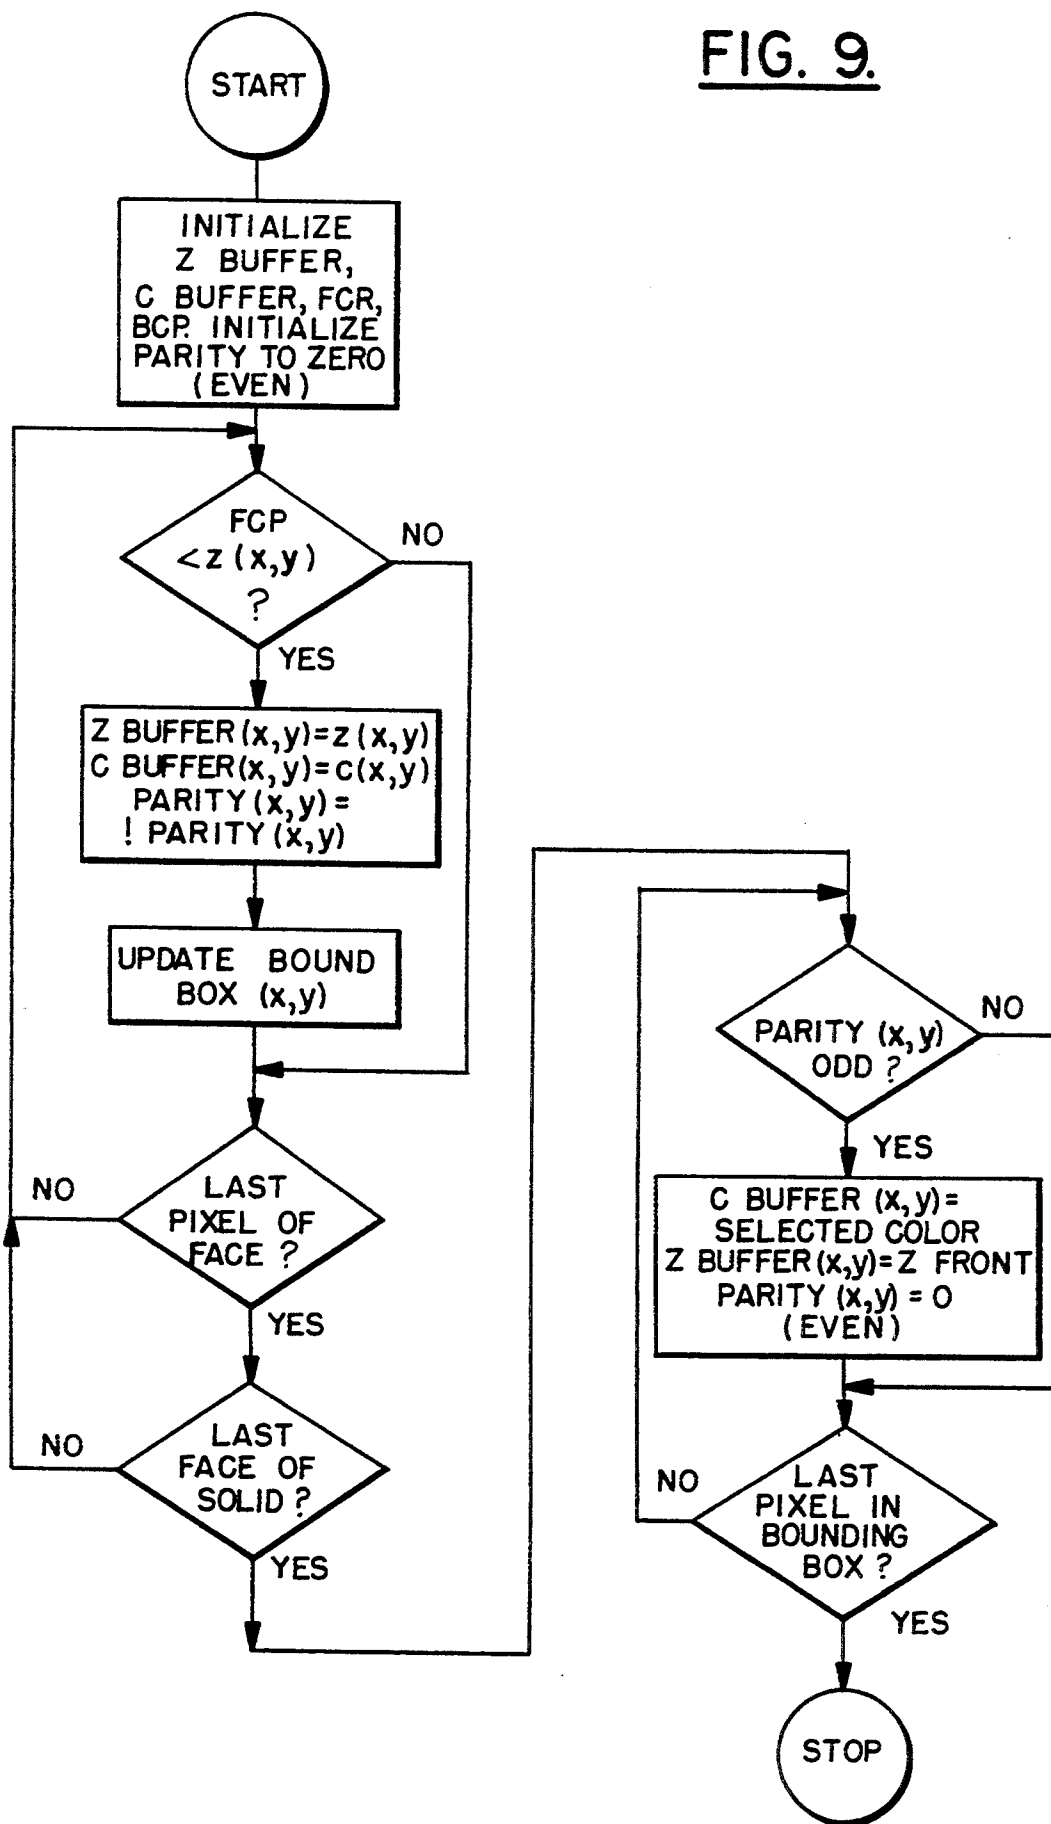 FIG. 9.
START
INITIALIZE
Z BUFFER,
C BUFFER, FCR,
BCP. INITIALIZE
PARITY TO ZERO
(EVEN)
FCP
<z(x,y)
?
NO
YES
Z BUFFER(x,y)=z(x,y)
C BUFFER(x,y)=c(x,y)
PARITY(x,y)=
! PARITY(x,y)
UPDATE BOUND
BOX (x,y)
LAST
PIXEL OF
FACE ?
NO
YES
LAST
FACE OF
SOLID ?
NO
YES
PARITY (x,y)
ODD ?
NO
YES
C BUFFER (x,y)=
SELECTED COLOR
Z BUFFER(x,y)=Z FRONT
PARITY (x,y) = 0
(EVEN)
LAST
PIXEL IN
BOUNDING
BOX ?
NO
YES
STOP